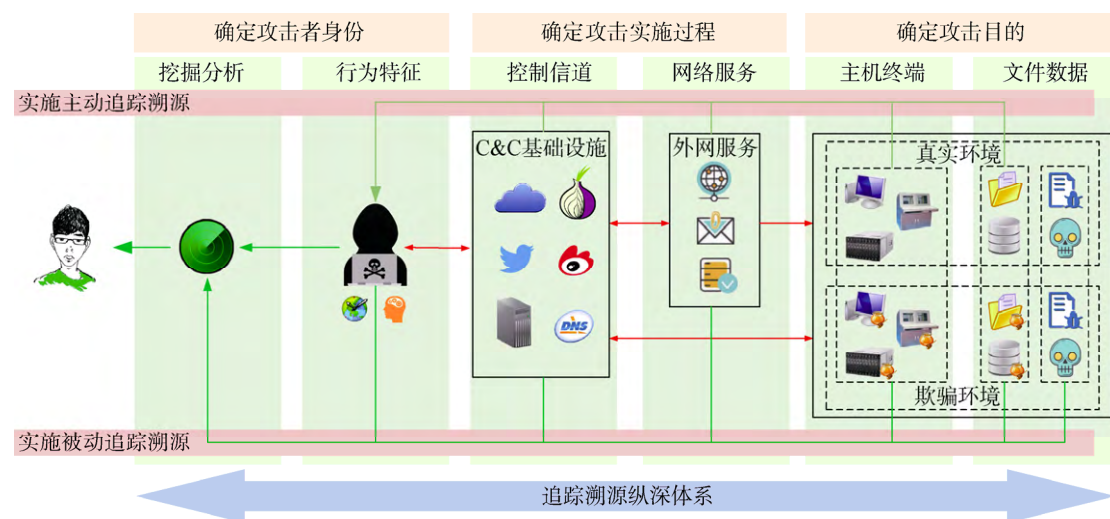 确定攻击者身份
确定攻击实施过程
确定攻击目的
挖掘分析
行为特征
控制信道
网络服务
主机终端
文件数据
实施主动追踪溯源
C&C基础设施
外网服务
真实环境
DNS
欺骗环境
实施被动追踪溯源
追踪溯源纵深体系